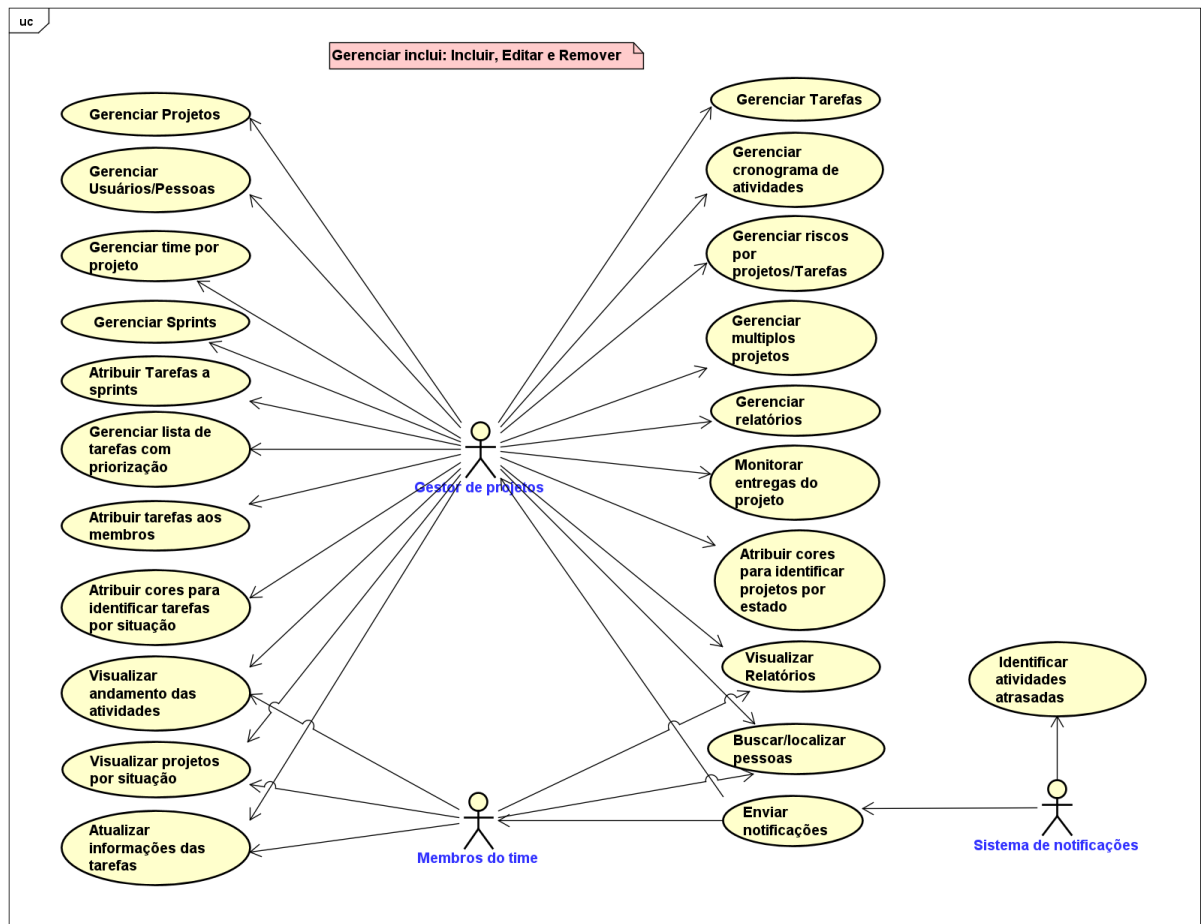 uc
Gerenciar inclui: Incluir, Editar e Remover
Gerenciar Projetos
Gerenciar
Usuários/Pessoas
Gerenciar time por
projeto
Gerenciar Sprints
Atribuir Tarefas a
sprints
Gerenciar lista de
tarefas com
priorização
Atribuir tarefas aos
membros
Atribuir cores para
identificar tarefas
por situação
Visualizar
andamento das
atividades
Visualizar projetos
por situação
Atualizar
informações das
tarefas
Gestor de projetos
Membros do time
Gerenciar Tarefas
Gerenciar
cronograma de
atividades
Gerenciar riscos
por
projetos/Tarefas
Gerenciar
multiplos
projetos
Gerenciar
relatórios
Monitorar
entregas do
projeto
Atribuir cores
para identificar
projetos por
estado
Visualizar
Relatórios
Buscar/localizar
pessoas
Enviar
notificações
Identificar
atividades
atrasadas
Sistema de notificações